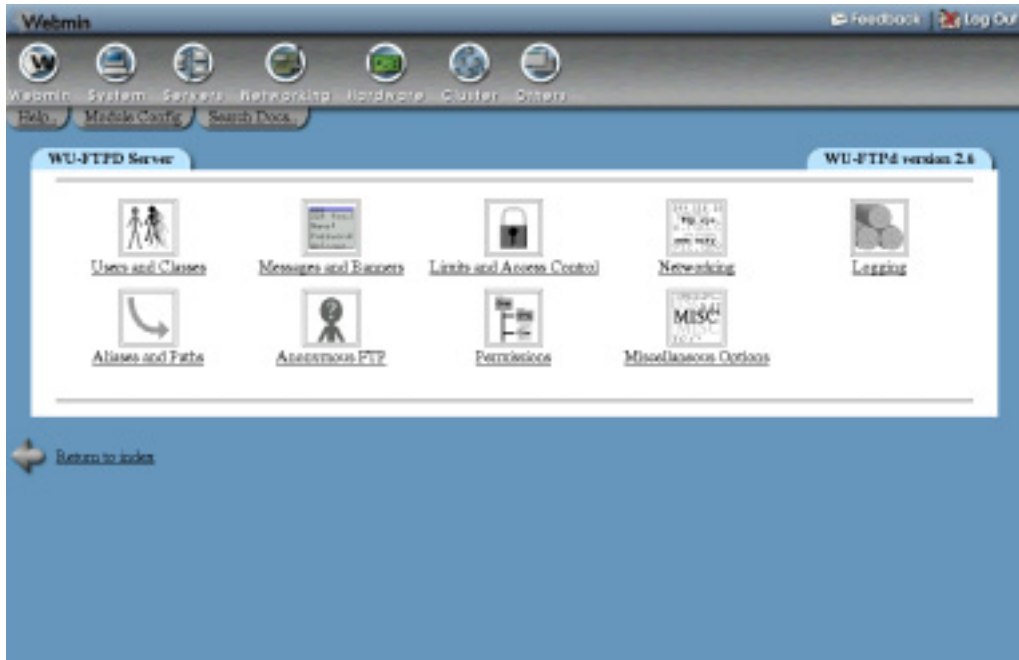 Webmin
Feedback
Log Out
Webmin
System
Servers
Networking
Hardware
Cluster
Others
Help..
Module Config
Search Docs..
WU-FTPD Server
WU-FTPd version 2.6
Users and Classes
Messages and Banners
Limits and Access Control
Networking
Logging
MISC
Aliases and Paths
Anonymous FTP
Permissions
Miscellaneous Options
Return to index